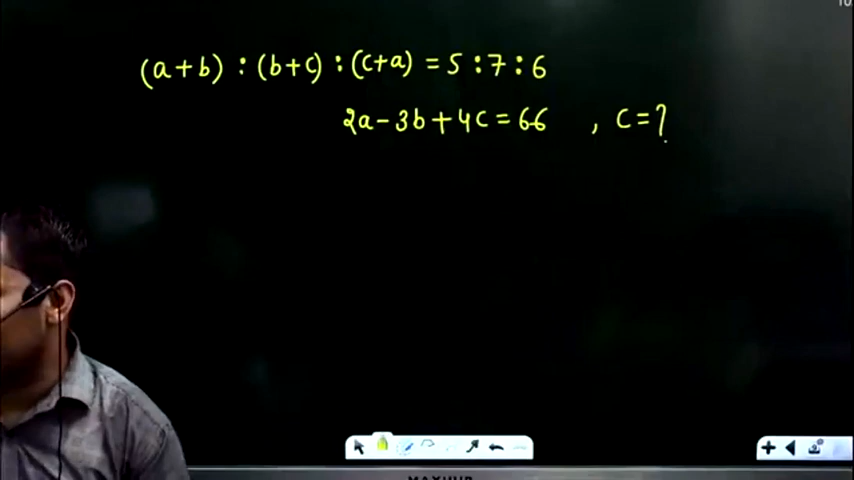 (a+b) : (b+c) : (c+a) = 5 : 7 : 6
2a - 3b + 4c = 66 , c = ?